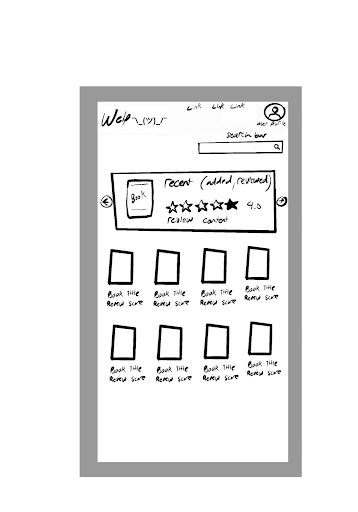 Link Link Link
Welp ¯\_(ツ)_/¯
user profile
search bar
Book
recent (added, reviewed)
4.0
review content
Book Title Book Title Book Title Book Title
Review Score Review Score Review Score Review Score
Book Title Book Title Book Title Book Title
Review Score Review Score Review Score Review Score